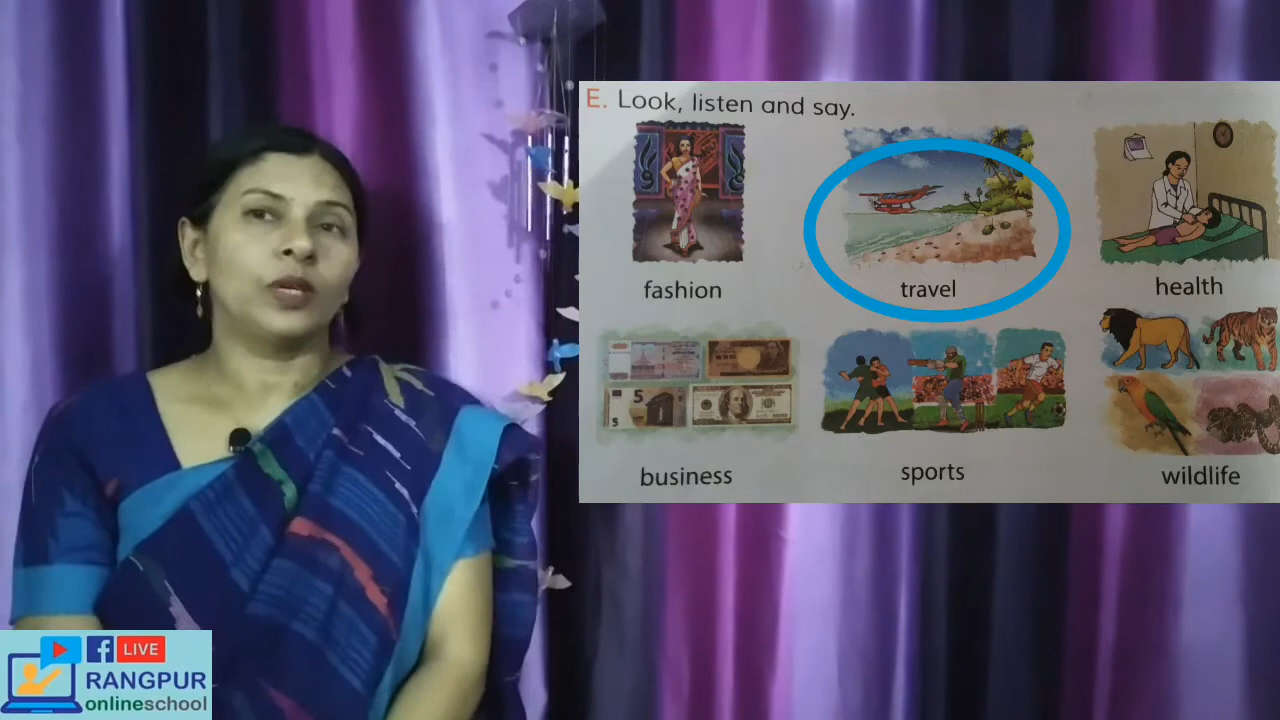 E. Look, listen and say.
fashion
travel
health
business
sports
wildlife
LIVE
RANGPUR
onlineschool